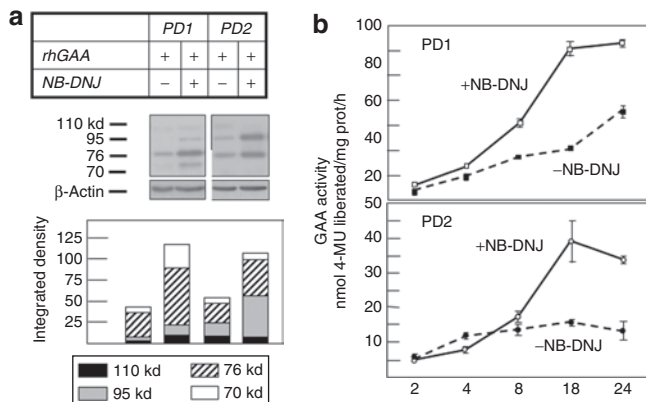 a
PD1 PD2
rhGAA + + + +
NB-DNJ – + – +
110 kd
95
76
70
β-Actin
Integrated density
125
100
75
50
25
110 kd 76 kd
95 kd 70 kd
b
GAA activity
nmol 4-MU liberated/mg prot/h
100
80
60
40
20
PD1
+NB-DNJ
–NB-DNJ
50
40
30
20
10
PD2
+NB-DNJ
–NB-DNJ
2 4 8 18 24